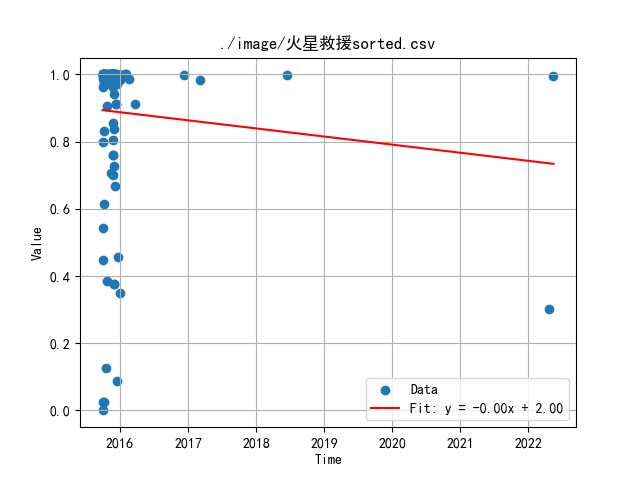 ./image/火星救援sorted.csv
1.0
0.8
0.6
0.4
0.2
0.0
Value
2016 2017 2018 2019 2020 2021 2022
Time
Data
Fit: y = -0.00x + 2.00